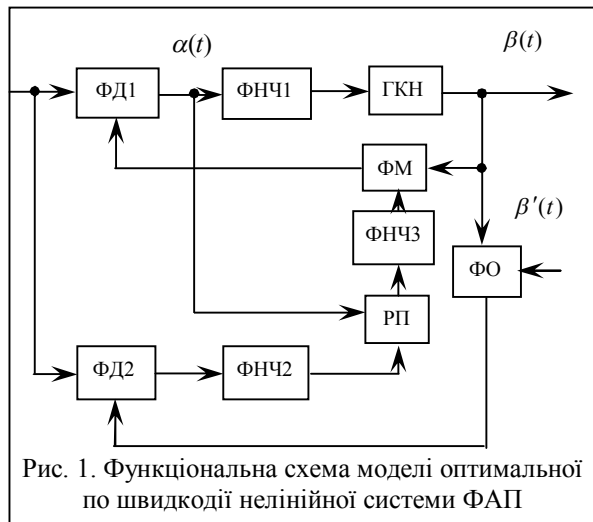 α(t)
β(t)
ФД1
ФНЧ1
ГКН
ФМ
β′(t)
ФНЧ3
ФО
РП
ФД2
ФНЧ2
Рис. 1. Функціональна схема моделі оптимальної
по швидкодії нелінійної системи ФАП